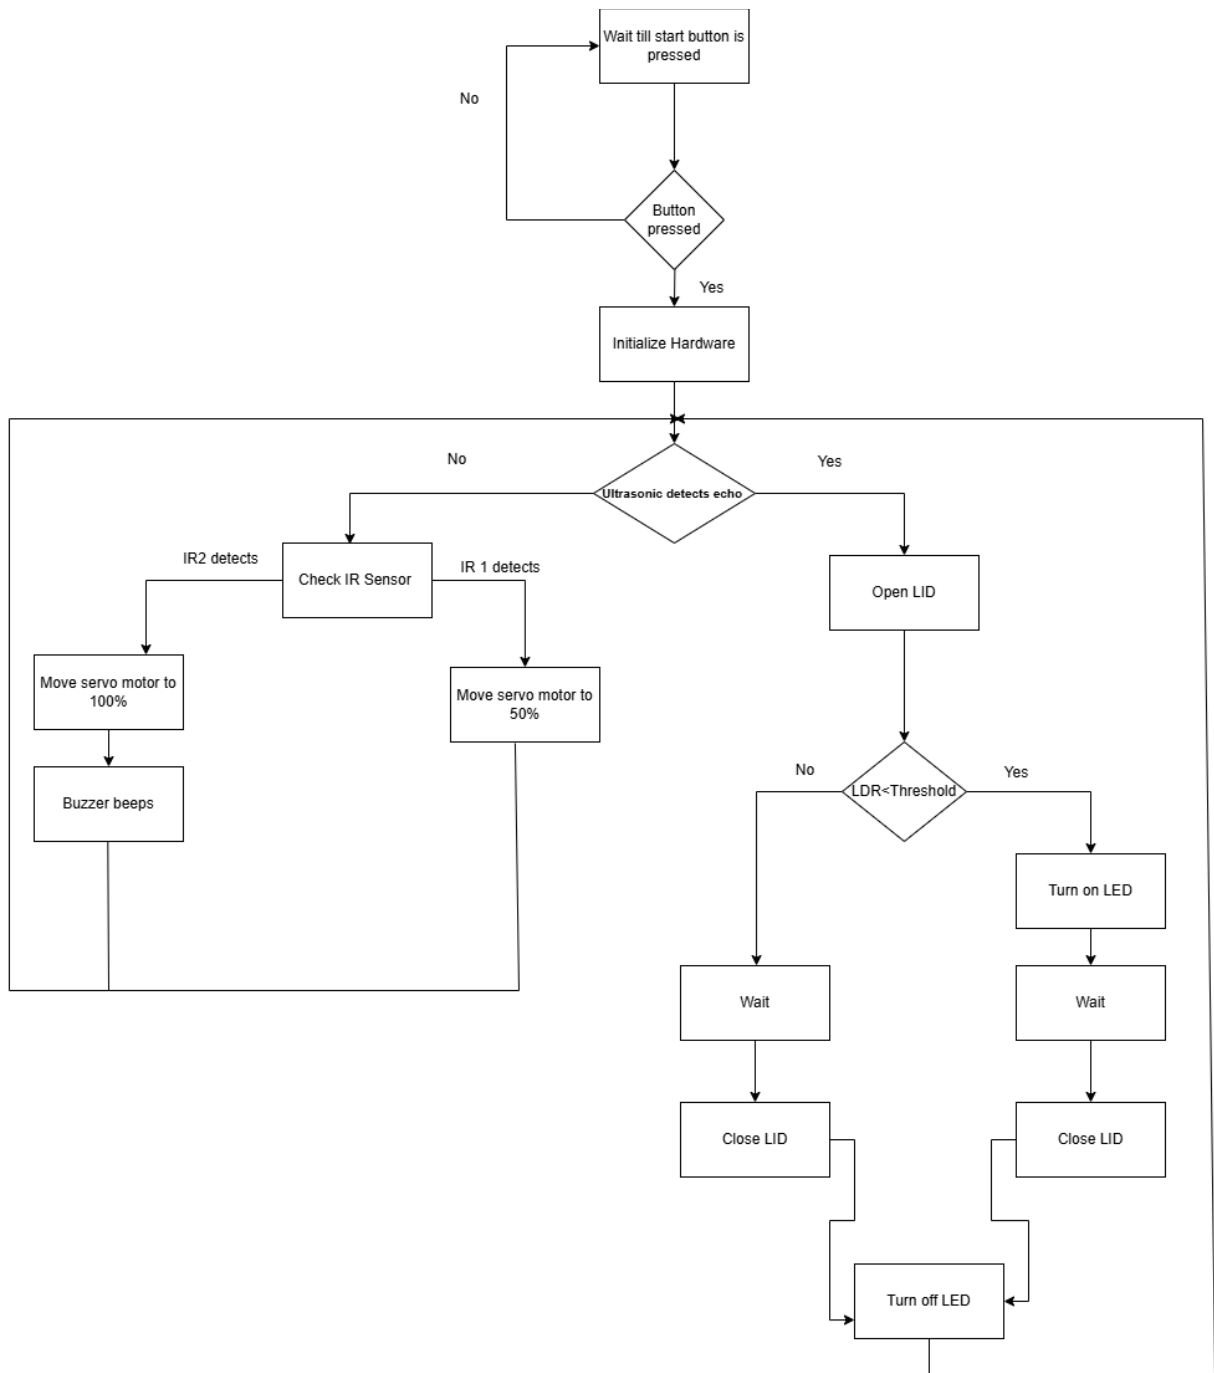 Wait till start button is
pressed
No
Button
pressed
Yes
Initialize Hardware
No
Yes
Ultrasonic detects echo
IR2 detects
IR 1 detects
Check IR Sensor
Open LID
Move servo motor to
100%
Move servo motor to
50%
Buzzer beeps
No
Yes
LDR<Threshold
Turn on LED
Wait
Wait
Close LID
Close LID
Turn off LED